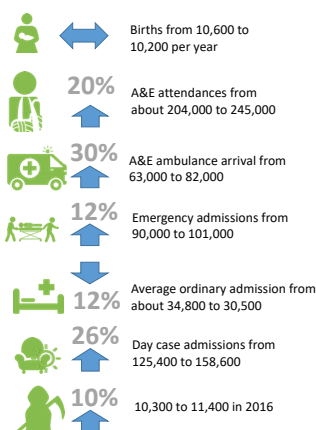 Births from 10,600 to
10,200 per year
20%
A&E attendances from
about 204,000 to 245,000
30%
A&E ambulance arrival from
63,000 to 82,000
12%
Emergency admissions from
90,000 to 101,000
Average ordinary admission from
about 34,800 to 30,500
12%
26%
Day case admissions from
125,400 to 158,600
10%
10,300 to 11,400 in 2016